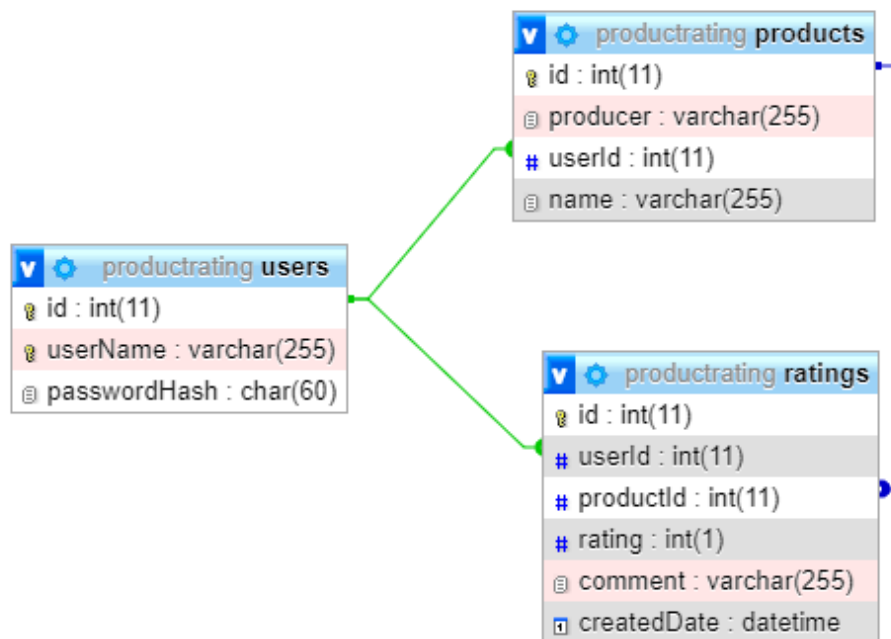 v productrating products
id : int(11)
producer : varchar(255)
# userId : int(11)
name : varchar(255)
v productrating users
id : int(11)
userName : varchar(255)
passwordHash : char(60)
v productrating ratings
id : int(11)
# userId : int(11)
# productId : int(11)
# rating : int(1)
comment : varchar(255)
1 createdDate : datetime